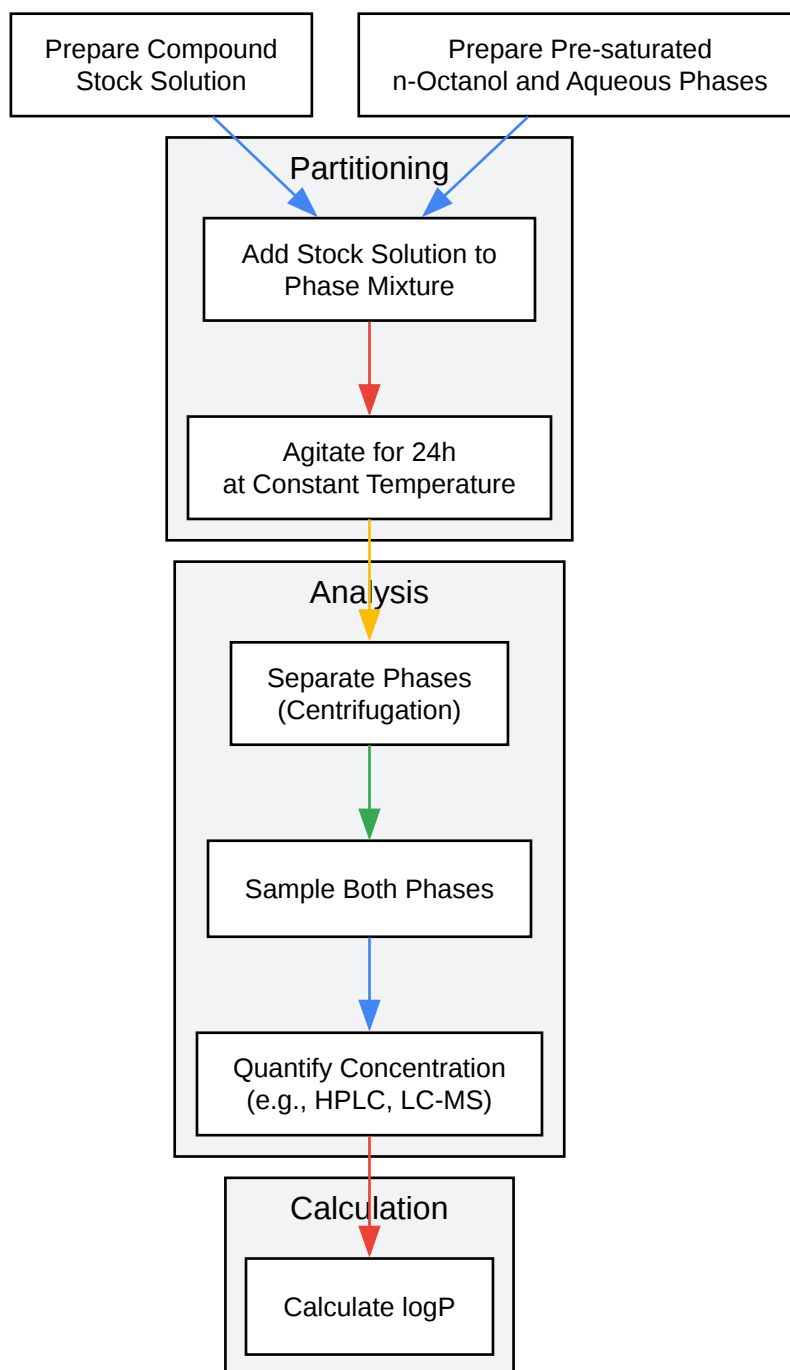 Prepare Compound
Stock Solution
Prepare Pre-saturated
n-Octanol and Aqueous Phases
Partitioning
Add Stock Solution to
Phase Mixture
Agitate for 24h
at Constant Temperature
Analysis
Separate Phases
(Centrifugation)
Sample Both Phases
Quantify Concentration
(e.g., HPLC, LC-MS)
Calculation
Calculate logP